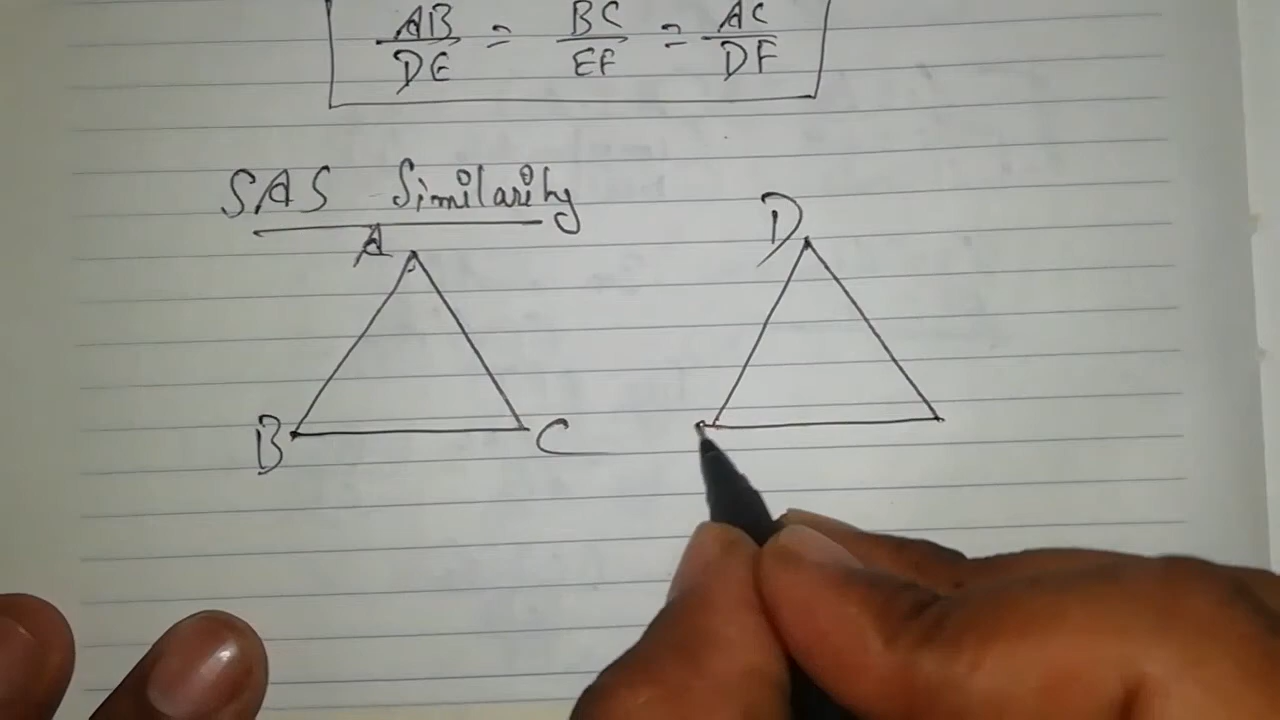 AB/DE = BC/EF = AC/DF
SAS Similarity
A D
B C